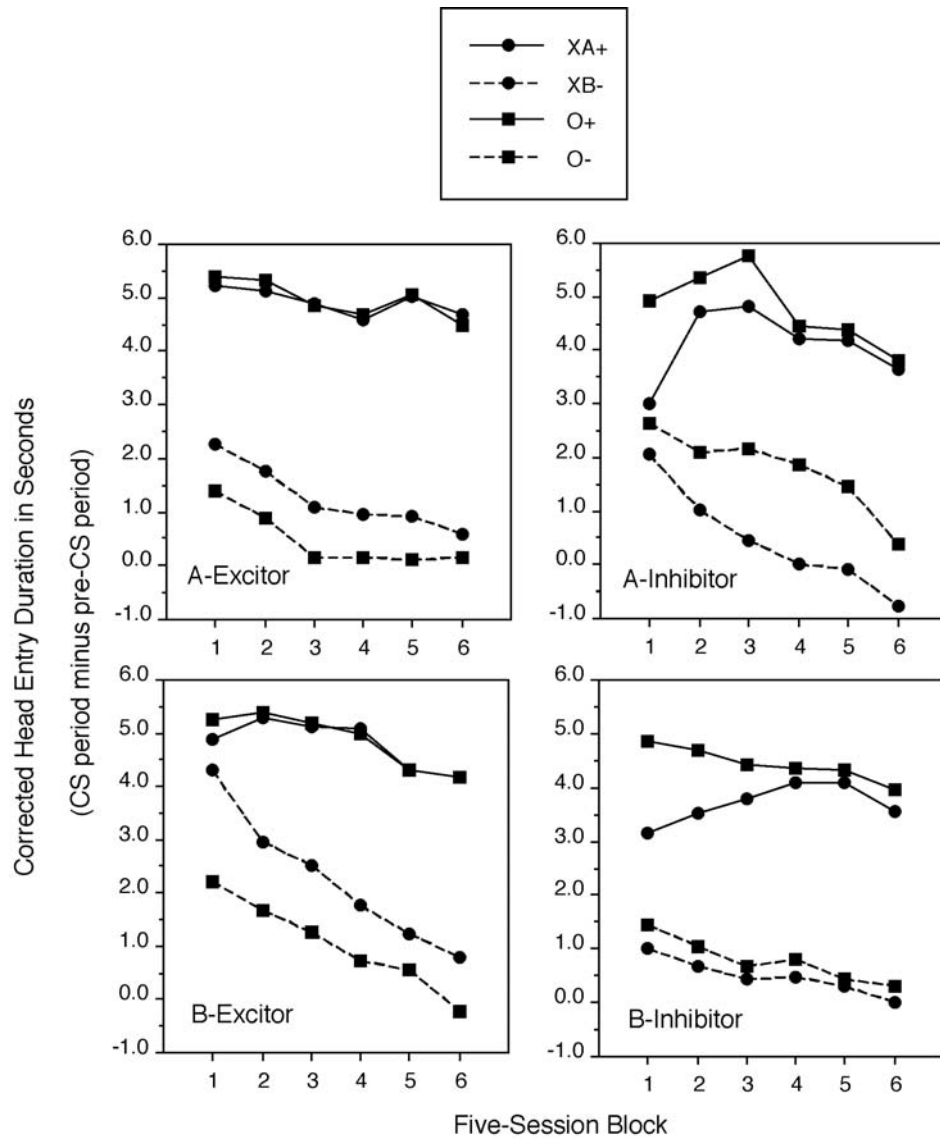 XA+
XB-
O+
O-
Corrected Head Entry Duration in Seconds
(CS period minus pre-CS period)
6.0
5.0
4.0
3.0
2.0
1.0
0.0
-1.0
A-Excitor
1 2 3 4 5 6
6.0
5.0
4.0
3.0
2.0
1.0
0.0
-1.0
A-Inhibitor
1 2 3 4 5 6
6.0
5.0
4.0
3.0
2.0
1.0
0.0
-1.0
B-Excitor
1 2 3 4 5 6
6.0
5.0
4.0
3.0
2.0
1.0
0.0
-1.0
B-Inhibitor
1 2 3 4 5 6
Five-Session Block